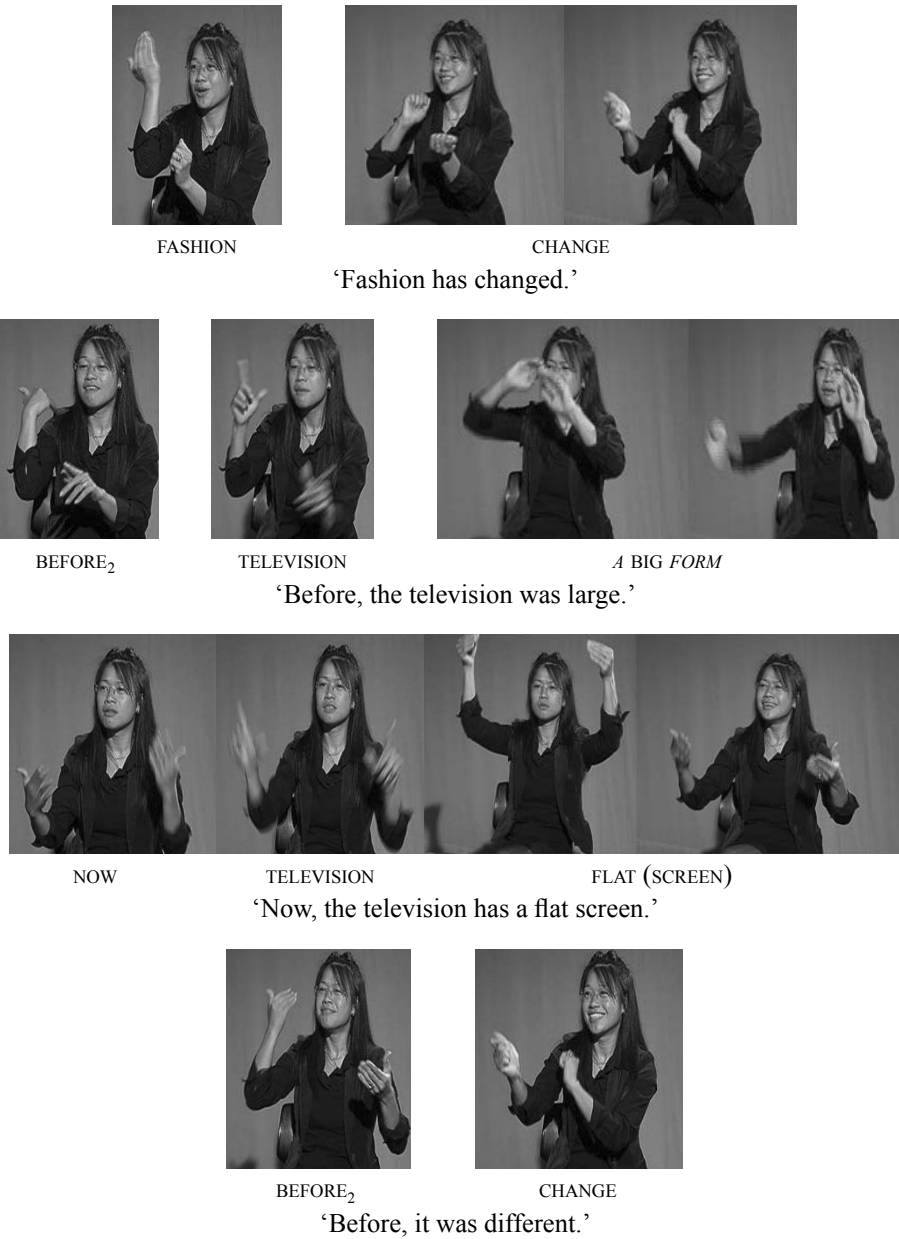 FASHION CHANGE
‘Fashion has changed.’
BEFORE₂ TELEVISION A BIG FORM
‘Before, the television was large.’
NOW TELEVISION FLAT (SCREEN)
‘Now, the television has a flat screen.’
BEFORE₂ CHANGE
‘Before, it was different.’